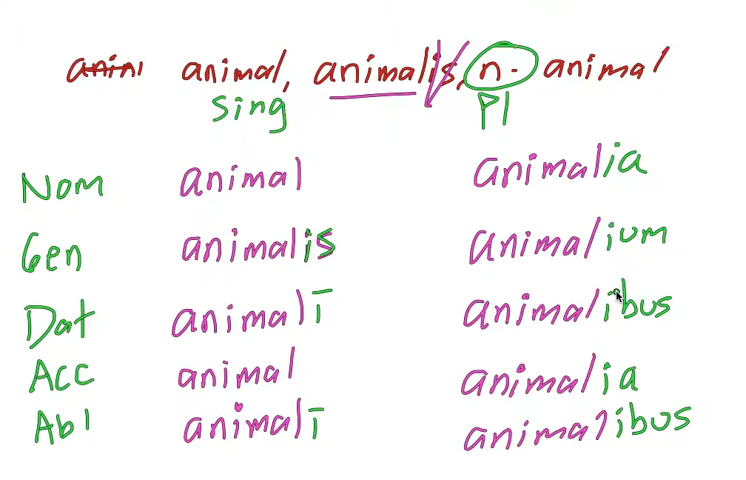 anim animal, animalis, n. animal
sing pl
Nom animal animalia
Gen animalis animalium
Dat animalī animalibus
Acc animal animalia
Abl animalī animalibus